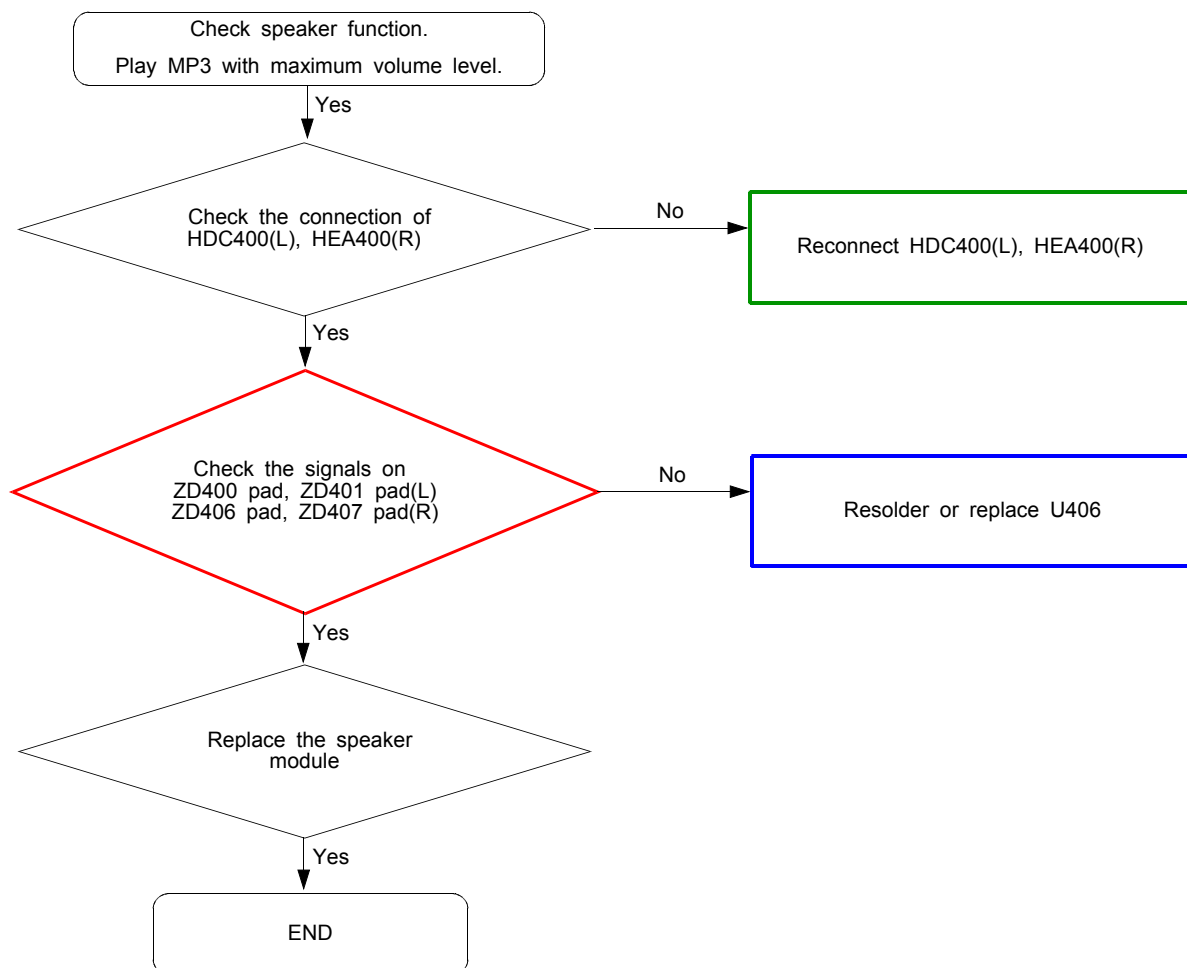 Check speaker function.
Play MP3 with maximum volume level.
Yes
Check the connection of
HDC400(L), HEA400(R)
No
Reconnect HDC400(L), HEA400(R)
Yes
Check the signals on
ZD400 pad, ZD401 pad(L)
ZD406 pad, ZD407 pad(R)
No
Resolder or replace U406
Yes
Replace the speaker
module
Yes
END